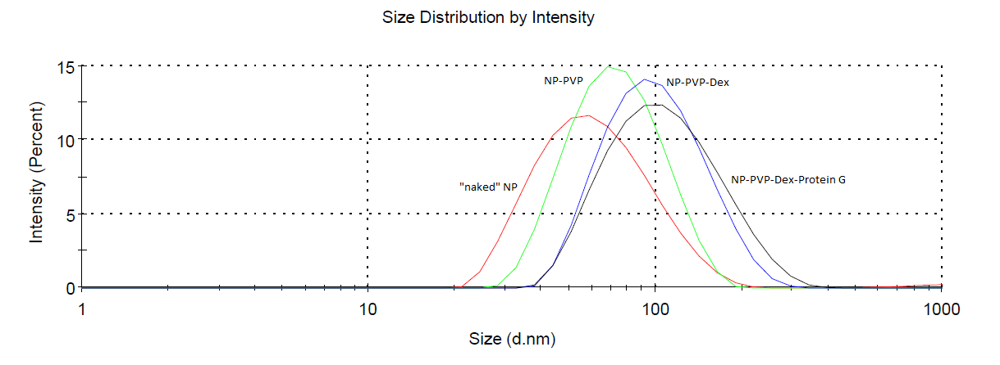 Size Distribution by Intensity
15
10
5
0
Intensity (Percent)
NP-PVP
NP-PVP-Dex
"naked" NP
NP-PVP-Dex-Protein G
1
10
100
1000
Size (d.nm)